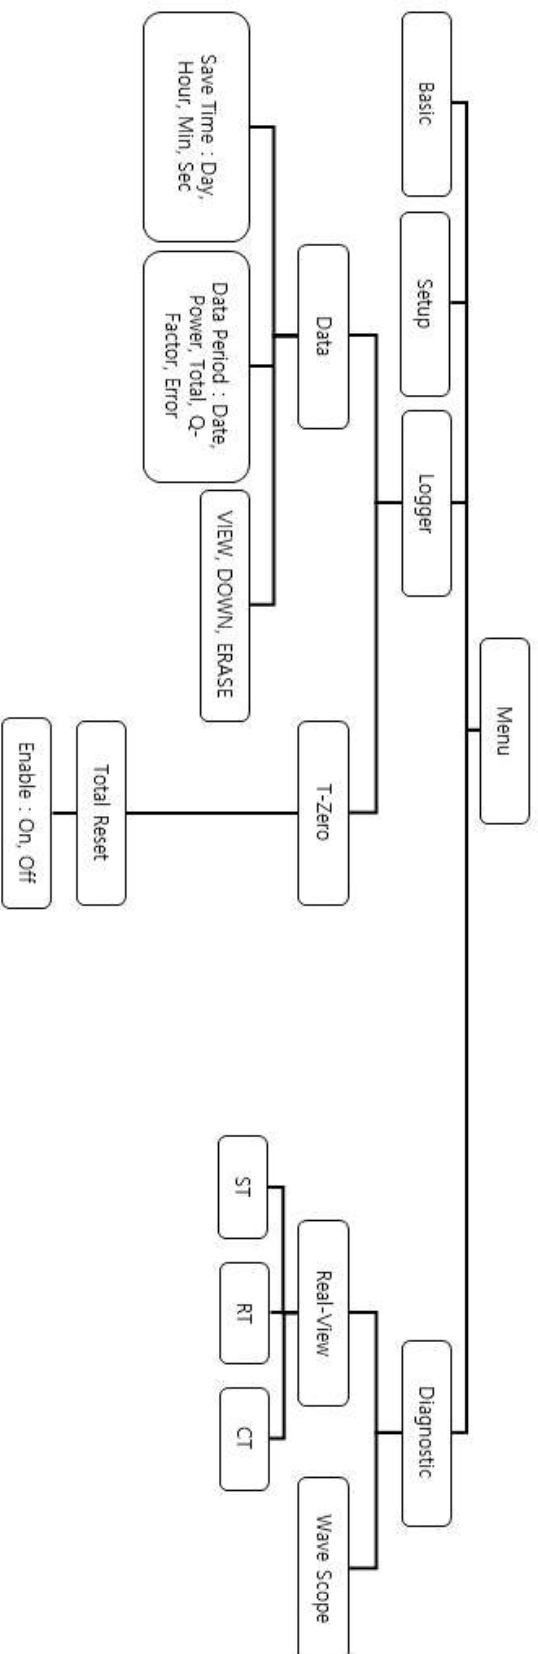 Menu
Basic
Setup
Logger
Diagnostic
Data
T-Zero
Real-View
Wave Scope
Save Time : Day,
Hour, Min, Sec
Data Period : Date,
Power, Total, Q-
Factor, Error
VIEW, DOWN, ERASE
ST
RT
CT
Total Reset
Enable : On, Off